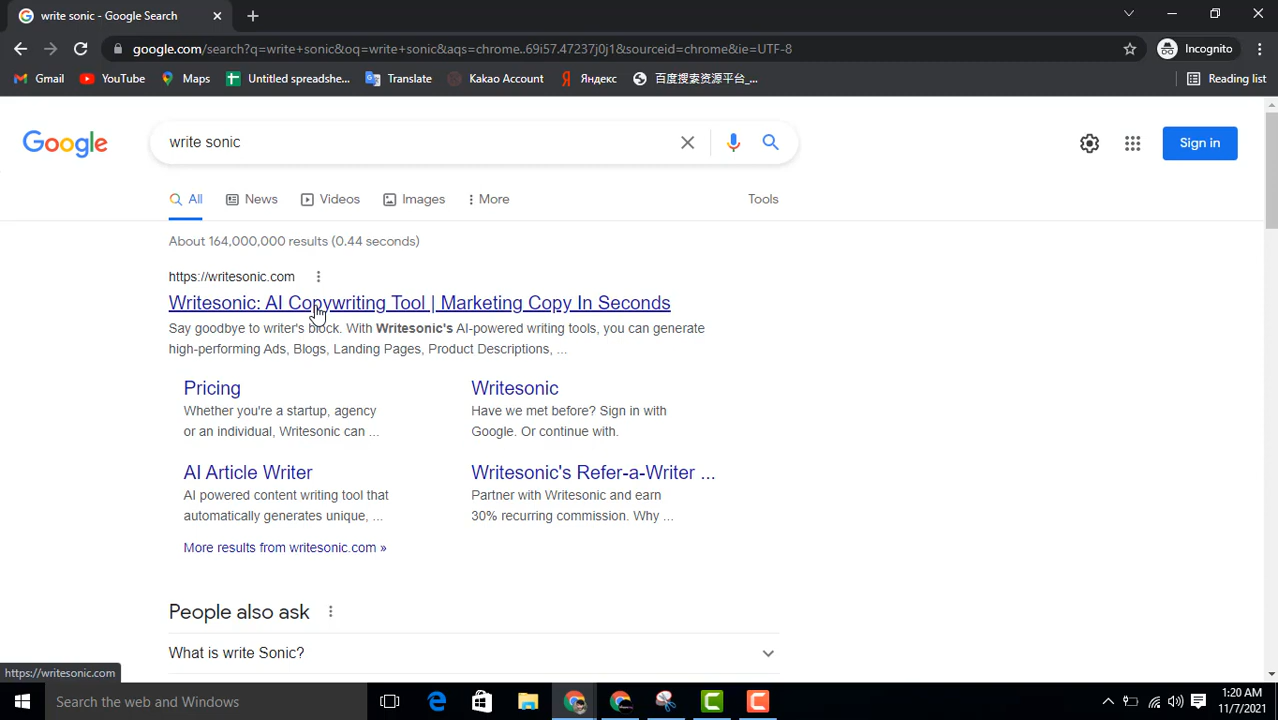 write sonic - Google Search
google.com/search?q=write+sonic&oq=write+sonic&aqs=chrome..69i57.47237j0j1&sourceid=chrome&ie=UTF-8
Incognito
Gmail YouTube Maps Untitled spreadshe... Translate Kakao Account Яндекс 百度搜索资源平台_... Reading list
Google
write sonic
Sign in
All News Videos Images More Tools
About 164,000,000 results (0.44 seconds)
https://writesonic.com
Writesonic: AI Copywriting Tool | Marketing Copy In Seconds
Say goodbye to writer's block. With Writesonic's AI-powered writing tools, you can generate
high-performing Ads, Blogs, Landing Pages, Product Descriptions, ...
Pricing
Whether you're a startup, agency
or an individual, Writesonic can ...
Writesonic
Have we met before? Sign in with
Google. Or continue with.
AI Article Writer
AI powered content writing tool that
automatically generates unique, ...
Writesonic's Refer-a-Writer ...
Partner with Writesonic and earn
30% recurring commission. Why ...
More results from writesonic.com »
People also ask
What is write Sonic?
https://writesonic.com
Search the web and Windows
1:20 AM
11/7/2021